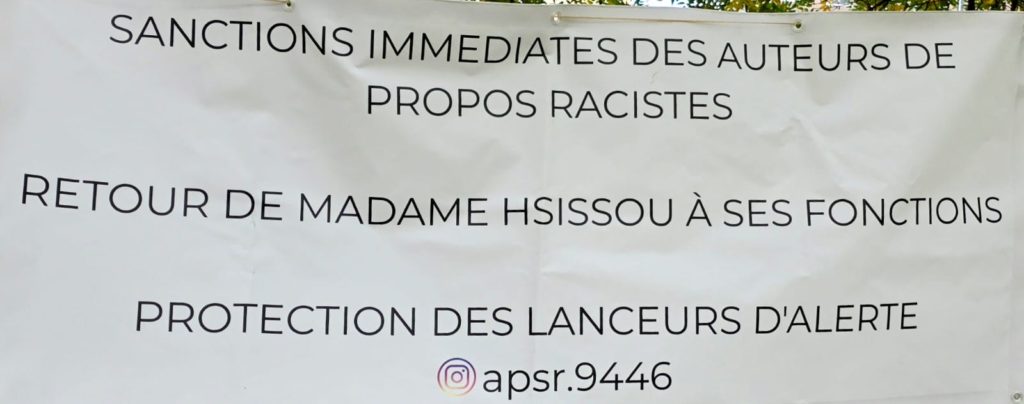 SANCTIONS IMMEDIATES DES AUTEURS DE
PROPOS RACISTES
RETOUR DE MADAME HSISSOU À SES FONCTIONS
PROTECTION DES LANCEURS D'ALERTE
apsr.9446